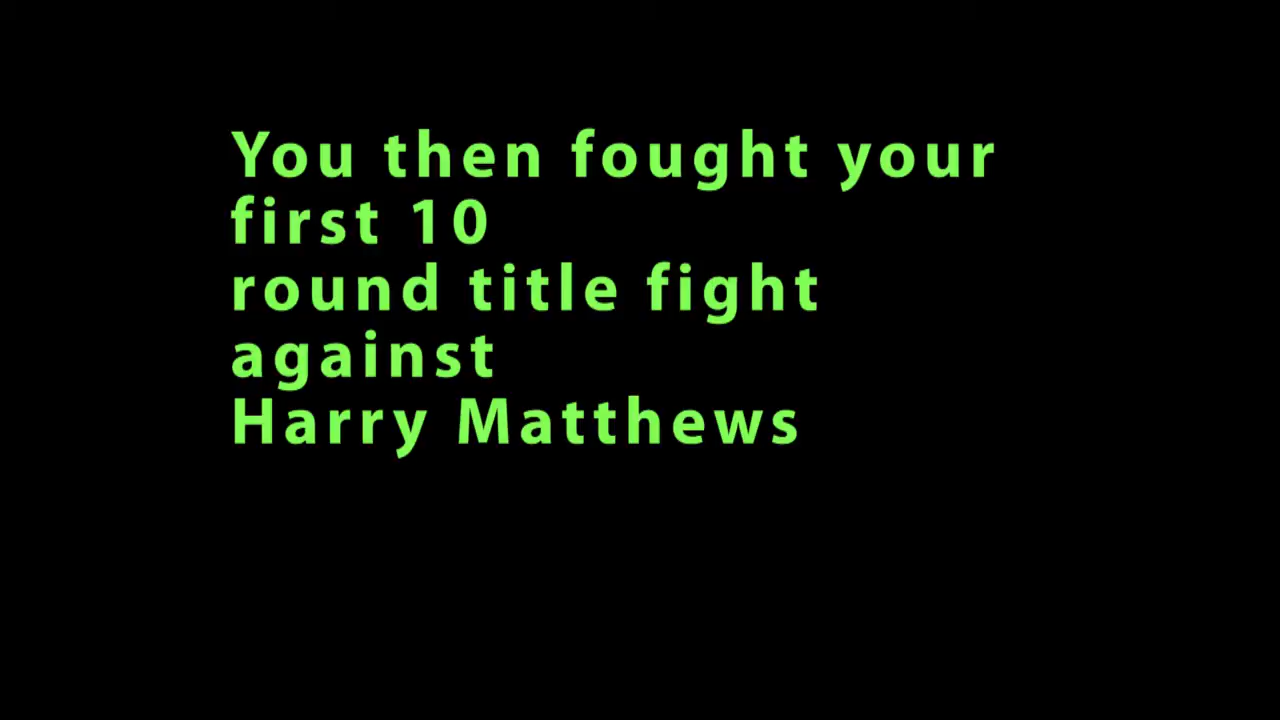 You then fought your
first 10
round title fight
against
Harry Matthews